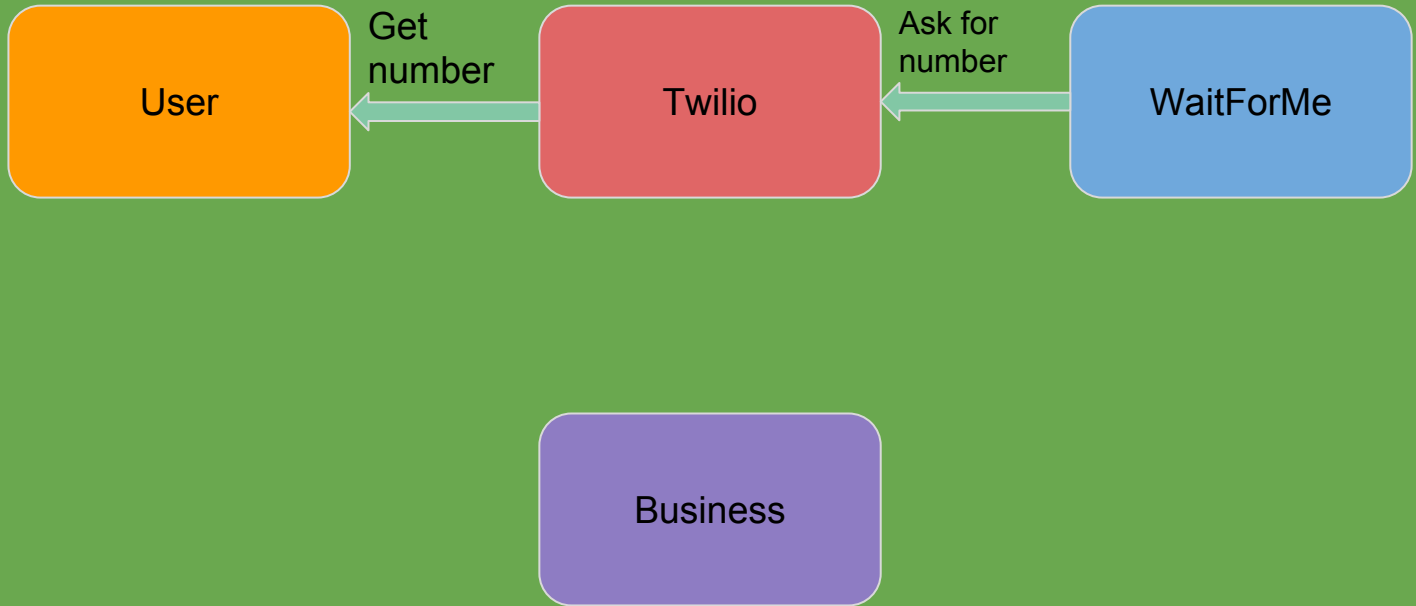 User
Get
number
Twilio
Ask for
number
WaitForMe
Business